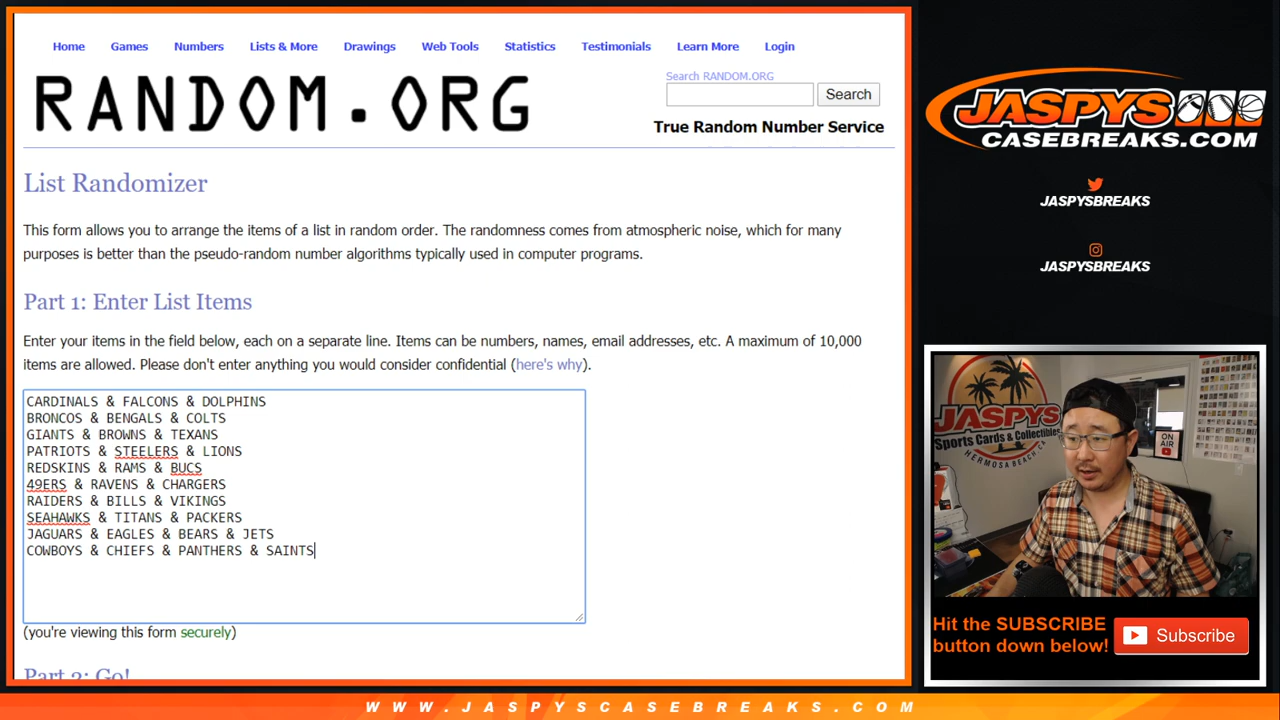 Home Games Numbers Lists & More Drawings Web Tools Statistics Testimonials Learn More Login
RANDOM.ORG
Search RANDOM.ORG
Search
True Random Number Service
List Randomizer
This form allows you to arrange the items of a list in random order. The randomness comes from atmospheric noise, which for many
purposes is better than the pseudo-random number algorithms typically used in computer programs.
Part 1: Enter List Items
Enter your items in the field below, each on a separate line. Items can be numbers, names, email addresses, etc. A maximum of 10,000
items are allowed. Please don't enter anything you would consider confidential (here's why).
CARDINALS & FALCONS & DOLPHINS
BRONCOS & BENGALS & COLTS
GIANTS & BROWNS & TEXANS
PATRIOTS & STEELERS & LIONS
REDSKINS & RAMS & BUCS
49ERS & RAVENS & CHARGERS
RAIDERS & BILLS & VIKINGS
SEAHAWKS & TITANS & PACKERS
JAGUARS & EAGLES & BEARS & JETS
COWBOYS & CHIEFS & PANTHERS & SAINTS
(you're viewing this form securely)
Part 2: Go!
JASPYS
CASEBREAKS.COM
JASPYSBREAKS
JASPYSBREAKS
JASPYS
Sports Cards & Collectibles
HERMOSA BEACH, CA
ON AIR
Hit the SUBSCRIBE
button down below!
Subscribe
WWW.JASPYSCASEBREAKS.COM